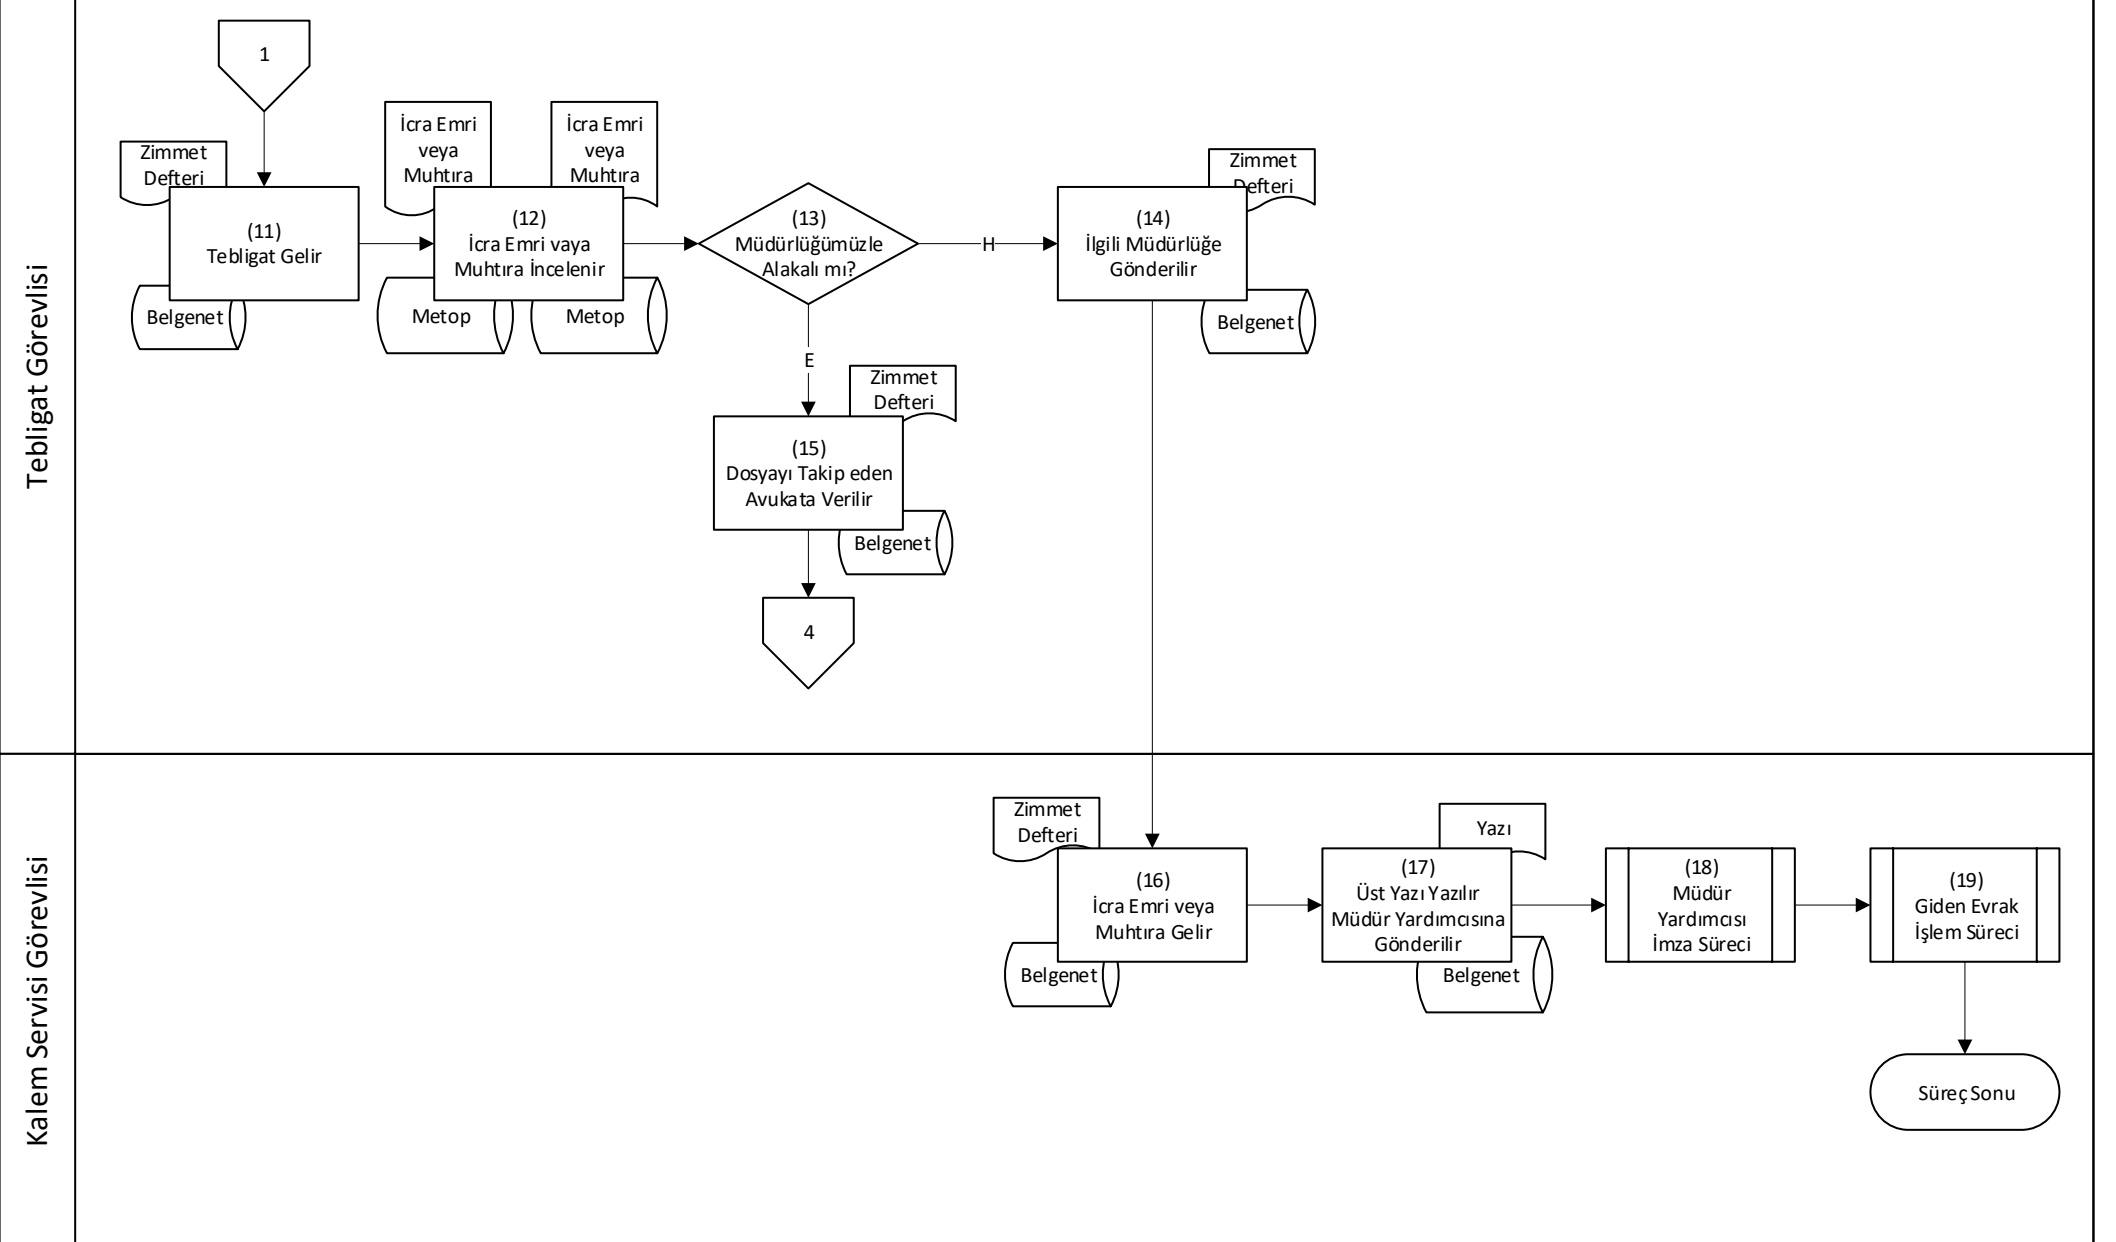 Tebligat Görevlisi
1
Zimmet
Defteri
(11)
Tebligat Gelir
Belgenet
İcra Emri
veya
Muhtıra
İcra Emri
veya
Muhtıra
(12)
İcra Emri vaya
Muhtıra İncelenir
Metop
Metop
(13)
Müdürlüğümüzle
Alakalı mı?
H
E
Zimmet
Defteri
(14)
İlgili Müdürlüğe
Gönderilir
Belgenet
Zimmet
Defteri
(15)
Dosyayı Takip eden
Avukata Verilir
Belgenet
4
Kalem Servisi Görevlisi
Zimmet
Defteri
(16)
İcra Emri veya
Muhtıra Gelir
Belgenet
Yazı
(17)
Üst Yazı Yazılır
Müdür Yardımcısına
Gönderilir
Belgenet
(18)
Müdür
Yardımcısı
İmza Süreci
(19)
Giden Evrak
İşlem Süreci
Süreç Sonu